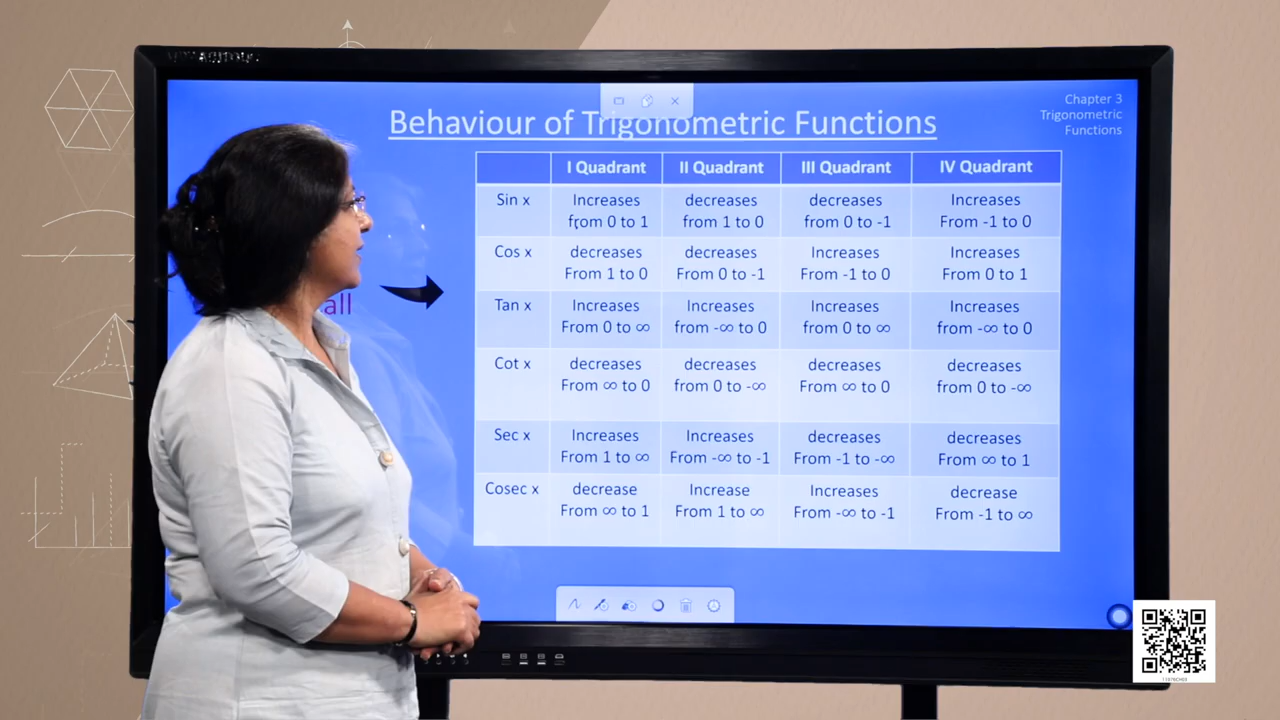 Chapter 3
Trigonometric
Functions
Behaviour of Trigonometric Functions
I Quadrant II Quadrant III Quadrant IV Quadrant
Sin x Increases from 0 to 1 decreases from 1 to 0 decreases from 0 to -1 Increases From -1 to 0
Cos x decreases From 1 to 0 decreases From 0 to -1 Increases From -1 to 0 Increases From 0 to 1
Tan x Increases From 0 to ∞ Increases from -∞ to 0 Increases from 0 to ∞ Increases from -∞ to 0
Cot x decreases From ∞ to 0 decreases from 0 to -∞ decreases From ∞ to 0 decreases from 0 to -∞
Sec x Increases From 1 to ∞ Increases From -∞ to -1 decreases From -1 to -∞ decreases From ∞ to 1
Cosec x decrease From ∞ to 1 Increase From 1 to ∞ Increases From -∞ to -1 decrease From -1 to ∞